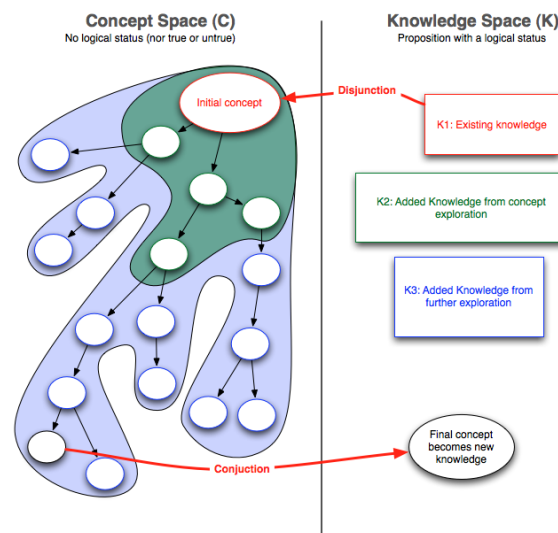 Concept Space (C)
No logical status (nor true or untrue)
Knowledge Space (K)
Proposition with a logical status
Initial concept
Disjunction
K1: Existing knowledge
K2: Added Knowledge from concept
exploration
K3: Added Knowledge from
further exploration
Conjuction
Final concept
becomes new
knowledge